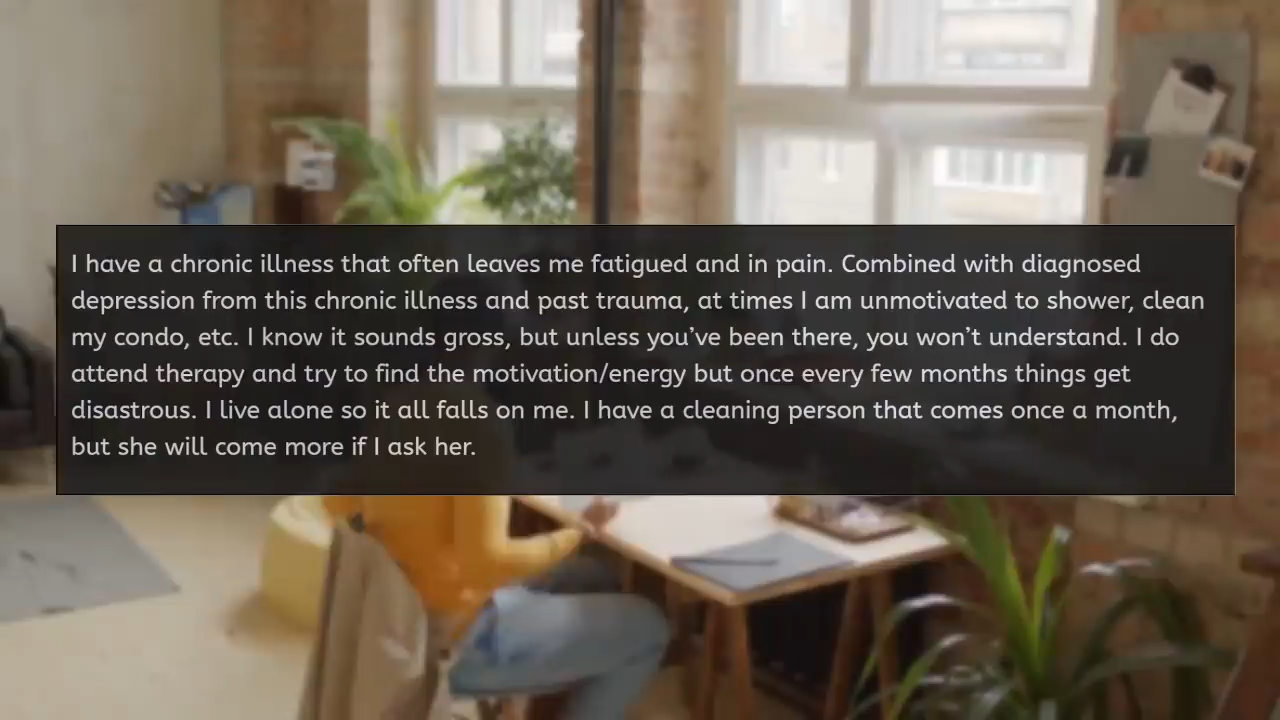 I have a chronic illness that often leaves me fatigued and in pain. Combined with diagnosed
depression from this chronic illness and past trauma, at times I am unmotivated to shower, clean
my condo, etc. I know it sounds gross, but unless you’ve been there, you won’t understand. I do
attend therapy and try to find the motivation/energy but once every few months things get
disastrous. I live alone so it all falls on me. I have a cleaning person that comes once a month,
but she will come more if I ask her.